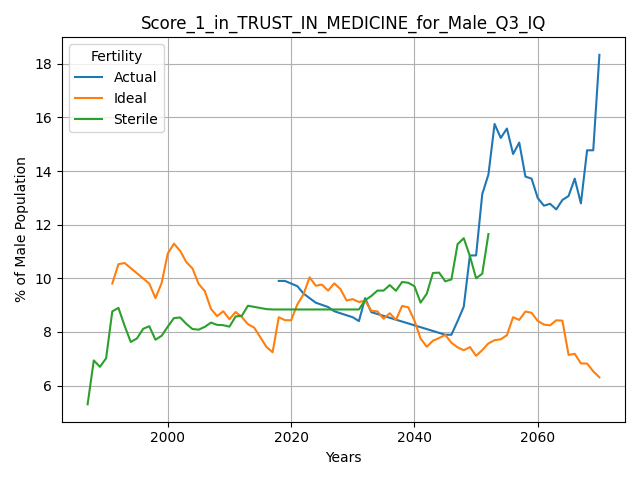 Score_1_in_TRUST_IN_MEDICINE_for_Male_Q3_IQ
Fertility
Actual
Ideal
Sterile
% of Male Population
18
16
14
12
10
8
6
2000 2020 2040 2060
Years